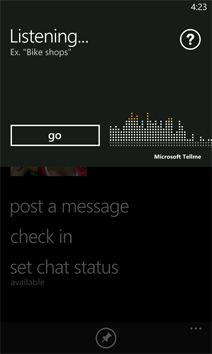 4:23
Listening...
Ex. "Bike shops"
?
go
Microsoft Tellme
post a message
check in
set chat status
available